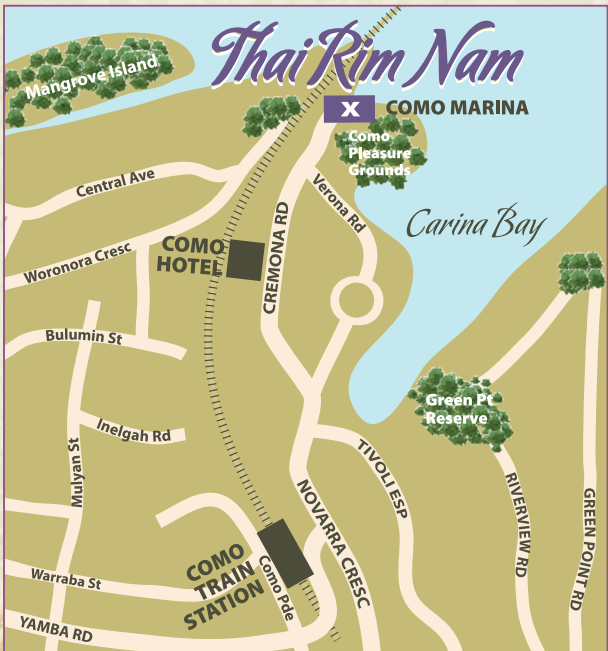 Thai Rim Nam
Mangrove Island
X
COMO MARINA
Como
Pleasure
Grounds
Central Ave
Verona Rd
Carina Bay
Woronora Cresc
COMO
HOTEL
CREMONA RD
Bulumin St
Green Pt
Reserve
Inelgah Rd
Mulyan St
TIVOLI ESP
NOVARRA CRESC
RIVERVIEW RD
GREEN POINT RD
COMO
TRAIN
STATION
Como Pde
Warraba St
YAMBA RD